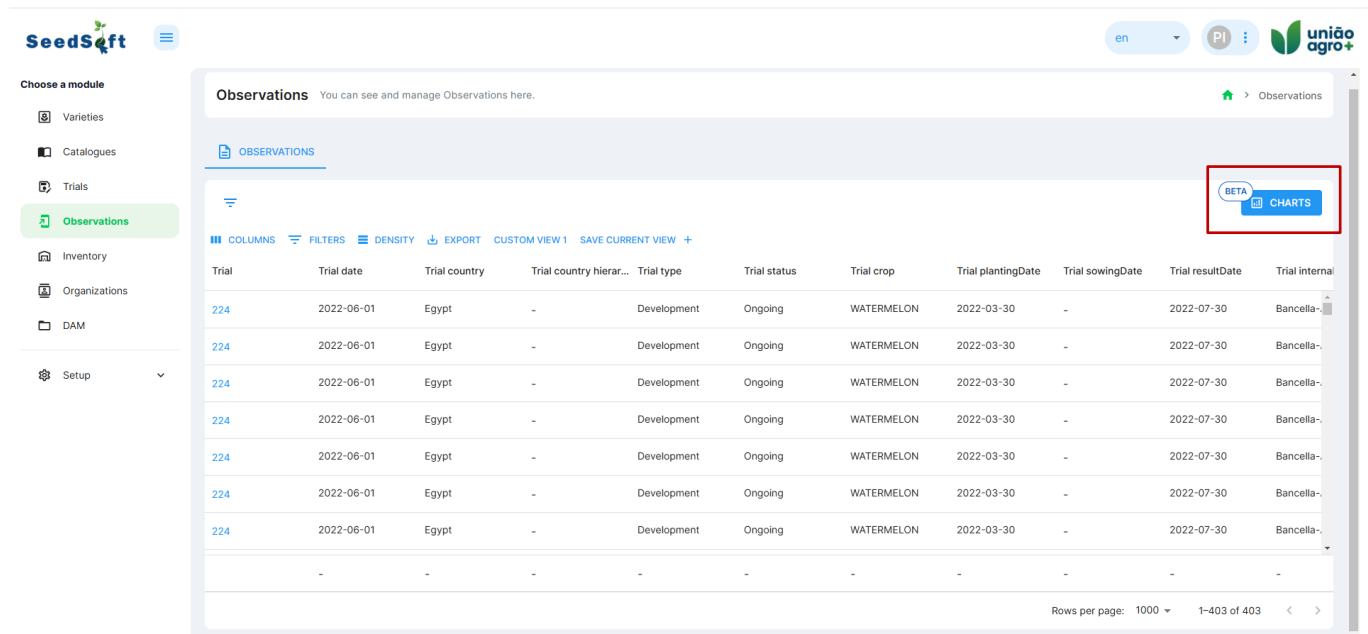 SeedSoft
en
PI
união
agro+
Choose a module
Varieties
Catalogues
Trials
Observations
Inventory
Organizations
DAM
Setup
Observations You can see and manage Observations here.
> Observations
OBSERVATIONS
BETA
CHARTS
COLUMNS FILTERS DENSITY EXPORT CUSTOM VIEW 1 SAVE CURRENT VIEW +
Trial Trial date Trial country Trial country hierar... Trial type Trial status Trial crop Trial plantingDate Trial sowingDate Trial resultDate Trial internal
224 2022-06-01 Egypt - Development Ongoing WATERMELON 2022-03-30 - 2022-07-30 Bancella-.
224 2022-06-01 Egypt - Development Ongoing WATERMELON 2022-03-30 - 2022-07-30 Bancella-.
224 2022-06-01 Egypt - Development Ongoing WATERMELON 2022-03-30 - 2022-07-30 Bancella-.
224 2022-06-01 Egypt - Development Ongoing WATERMELON 2022-03-30 - 2022-07-30 Bancella-.
224 2022-06-01 Egypt - Development Ongoing WATERMELON 2022-03-30 - 2022-07-30 Bancella-.
224 2022-06-01 Egypt - Development Ongoing WATERMELON 2022-03-30 - 2022-07-30 Bancella-.
224 2022-06-01 Egypt - Development Ongoing WATERMELON 2022-03-30 - 2022-07-30 Bancella-.
- - - - - - - - - -
Rows per page: 1000 1–403 of 403 < >